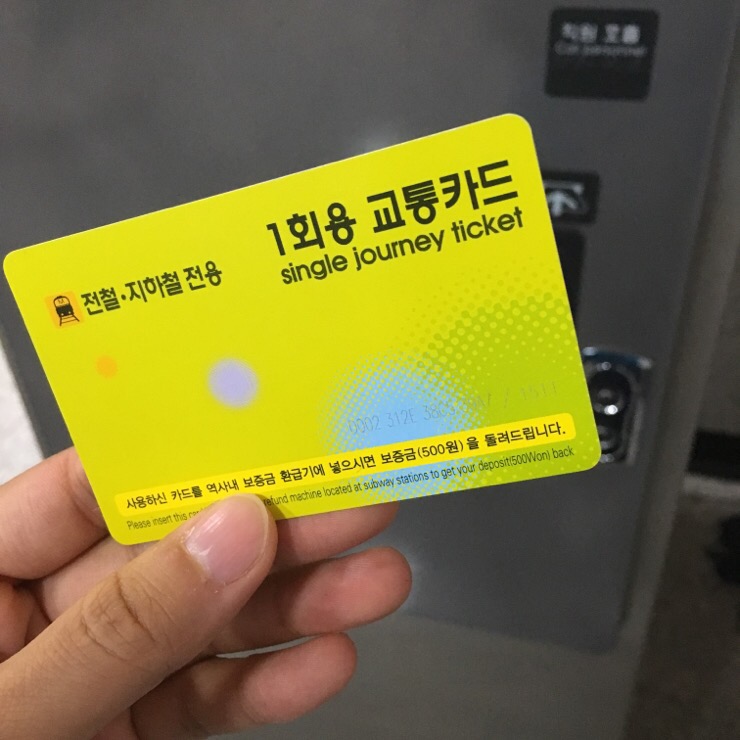 직원 호출
Call personnel
1회용 교통카드
single journey ticket
전철·지하철 전용
사용하신 카드를 역사내 보증금 환급기에 넣으시면 보증금(500원)을 돌려드립니다.
Please insert this refund machine located at subway stations to get your deposit(500Won) back